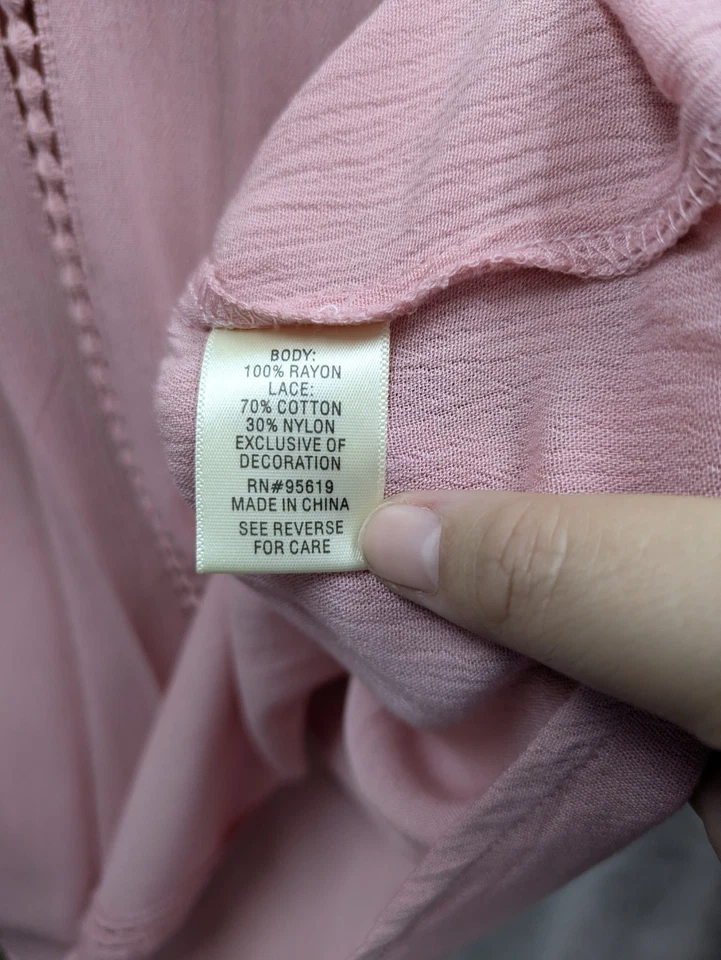 BODY:
100% RAYON
LACE:
70% COTTON
30% NYLON
EXCLUSIVE OF
DECORATION
RN#95619
MADE IN CHINA
SEE REVERSE
FOR CARE